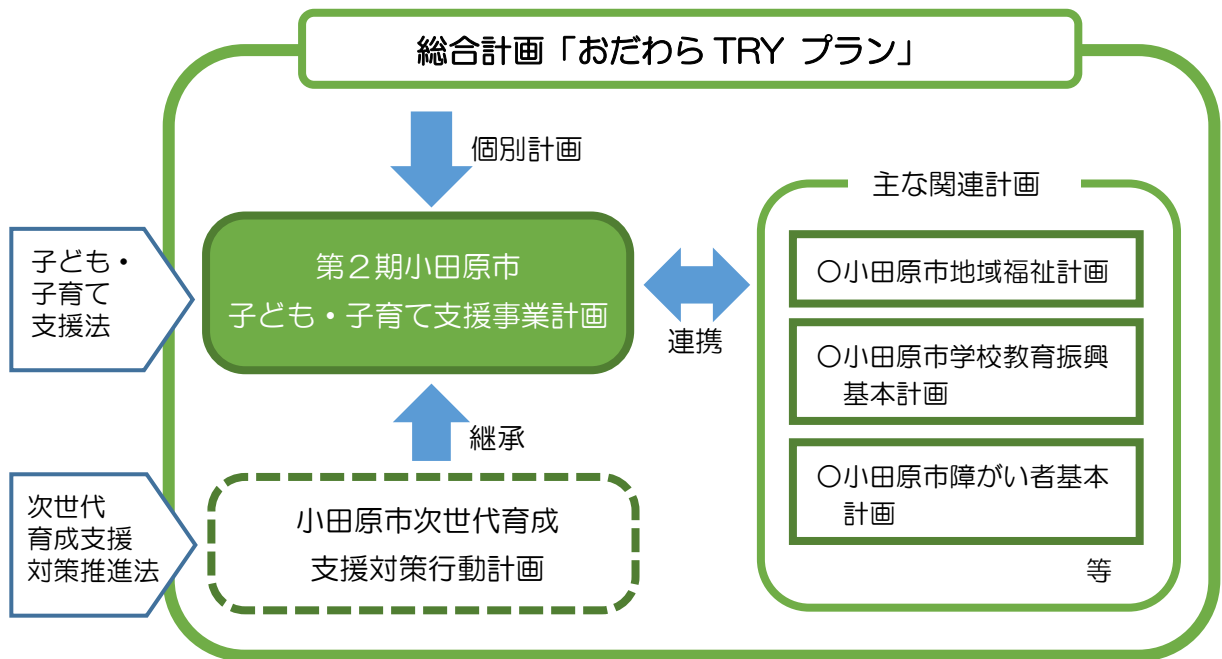 総合計画「おだわら TRY プラン」
個別計画
子ども・
子育て
支援法
第２期小田原市
子ども・子育て支援事業計画
連携
主な関連計画
〇小田原市地域福祉計画
〇小田原市学校教育振興
基本計画
〇小田原市障がい者基本
計画
等
継承
次世代
育成支援
対策推進法
小田原市次世代育成
支援対策行動計画